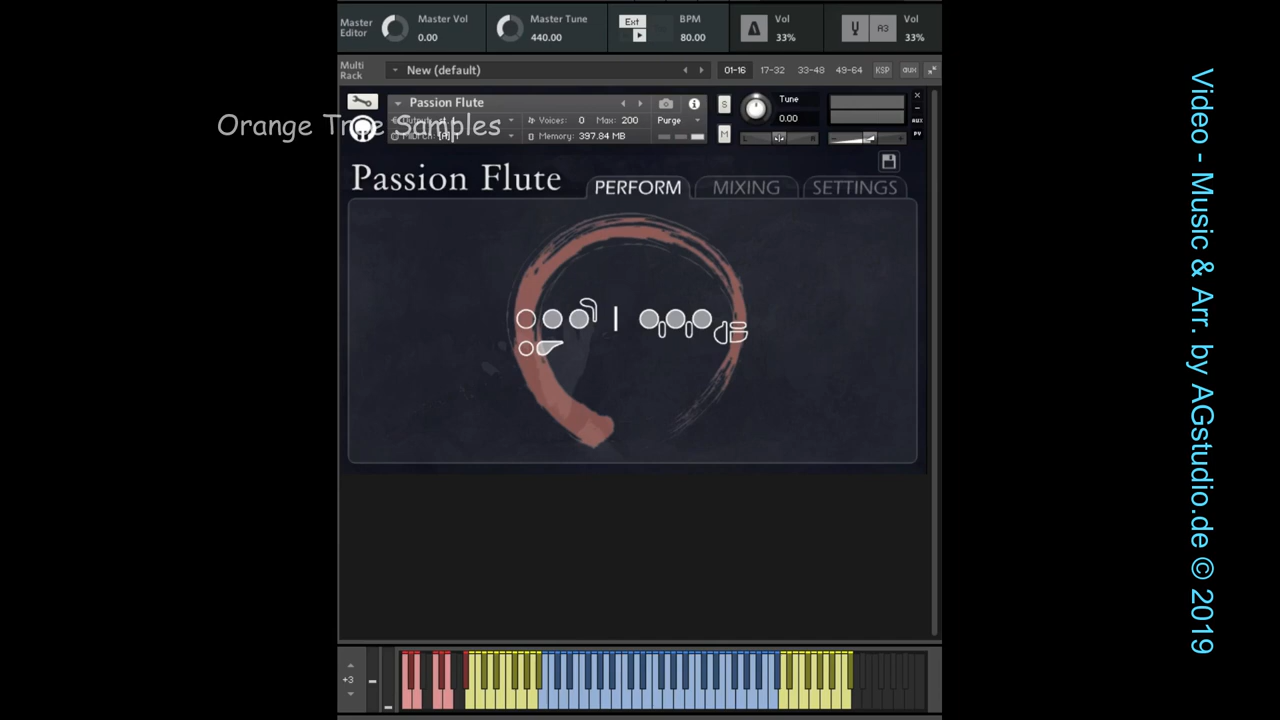 Master Editor
Master Vol
0.00
Master Tune
440.00
Ext
BPM
80.00
Vol
33%
A3
Vol
33%
Multi Rack
New (default)
01-16
17-32
33-48
49-64
KSP
aux
Passion Flute
Orange Tree Samples
Voices: 0 Max: 200
Purge
Memory: 397.84 MB
S
M
Tune
0.00
L
R
AUX
PV
Passion Flute
PERFORM
MIXING
SETTINGS
+3
Video - Music & Arr. by AGstudio.de © 2019